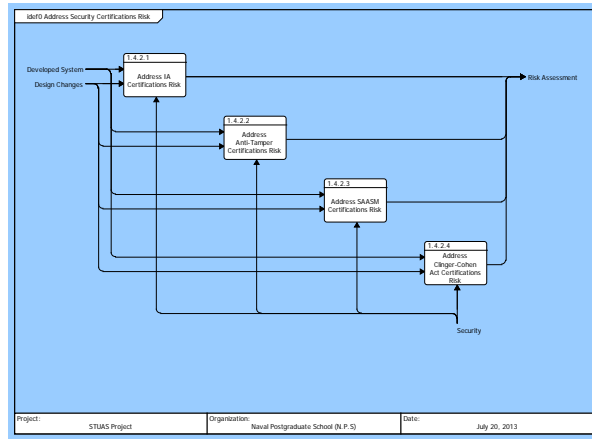 idef0 Address Security Certifications Risk
1.4.2.1
Developed System
Address IA
Certifications Risk
Risk Assessment
Design Changes
1.4.2.2
Address
Anti-Tamper
Certifications Risk
1.4.2.3
Address SAASM
Certifications Risk
1.4.2.4
Address
Clinger-Cohen
Act Certifications
Risk
Security
Project:
STUAS Project
Organization:
Naval Postgraduate School (N.P.S)
Date:
July 20, 2013